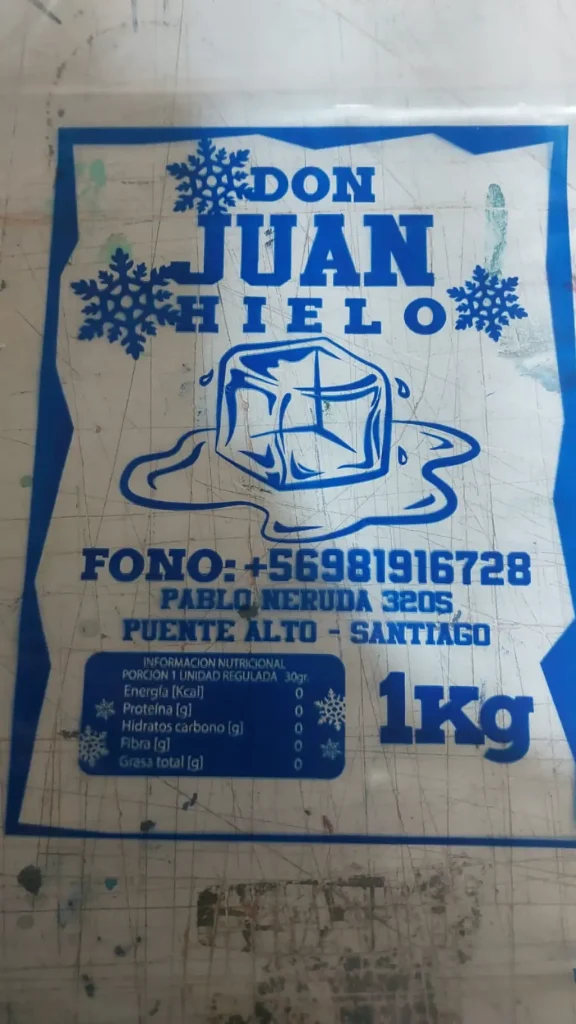 DON
JUAN
HIELO
FONO: +56981916728
PABLO NERUDA 3205
PUENTE ALTO - SANTIAGO
INFORMACION NUTRICIONAL
PORCIÓN 1 UNIDAD REGULADA 30gr.
Energía [Kcal] 0
Proteína [g] 0
Hidratos carbono [g] 0
Fibra [g] 0
Grasa total [g] 0
1Kg